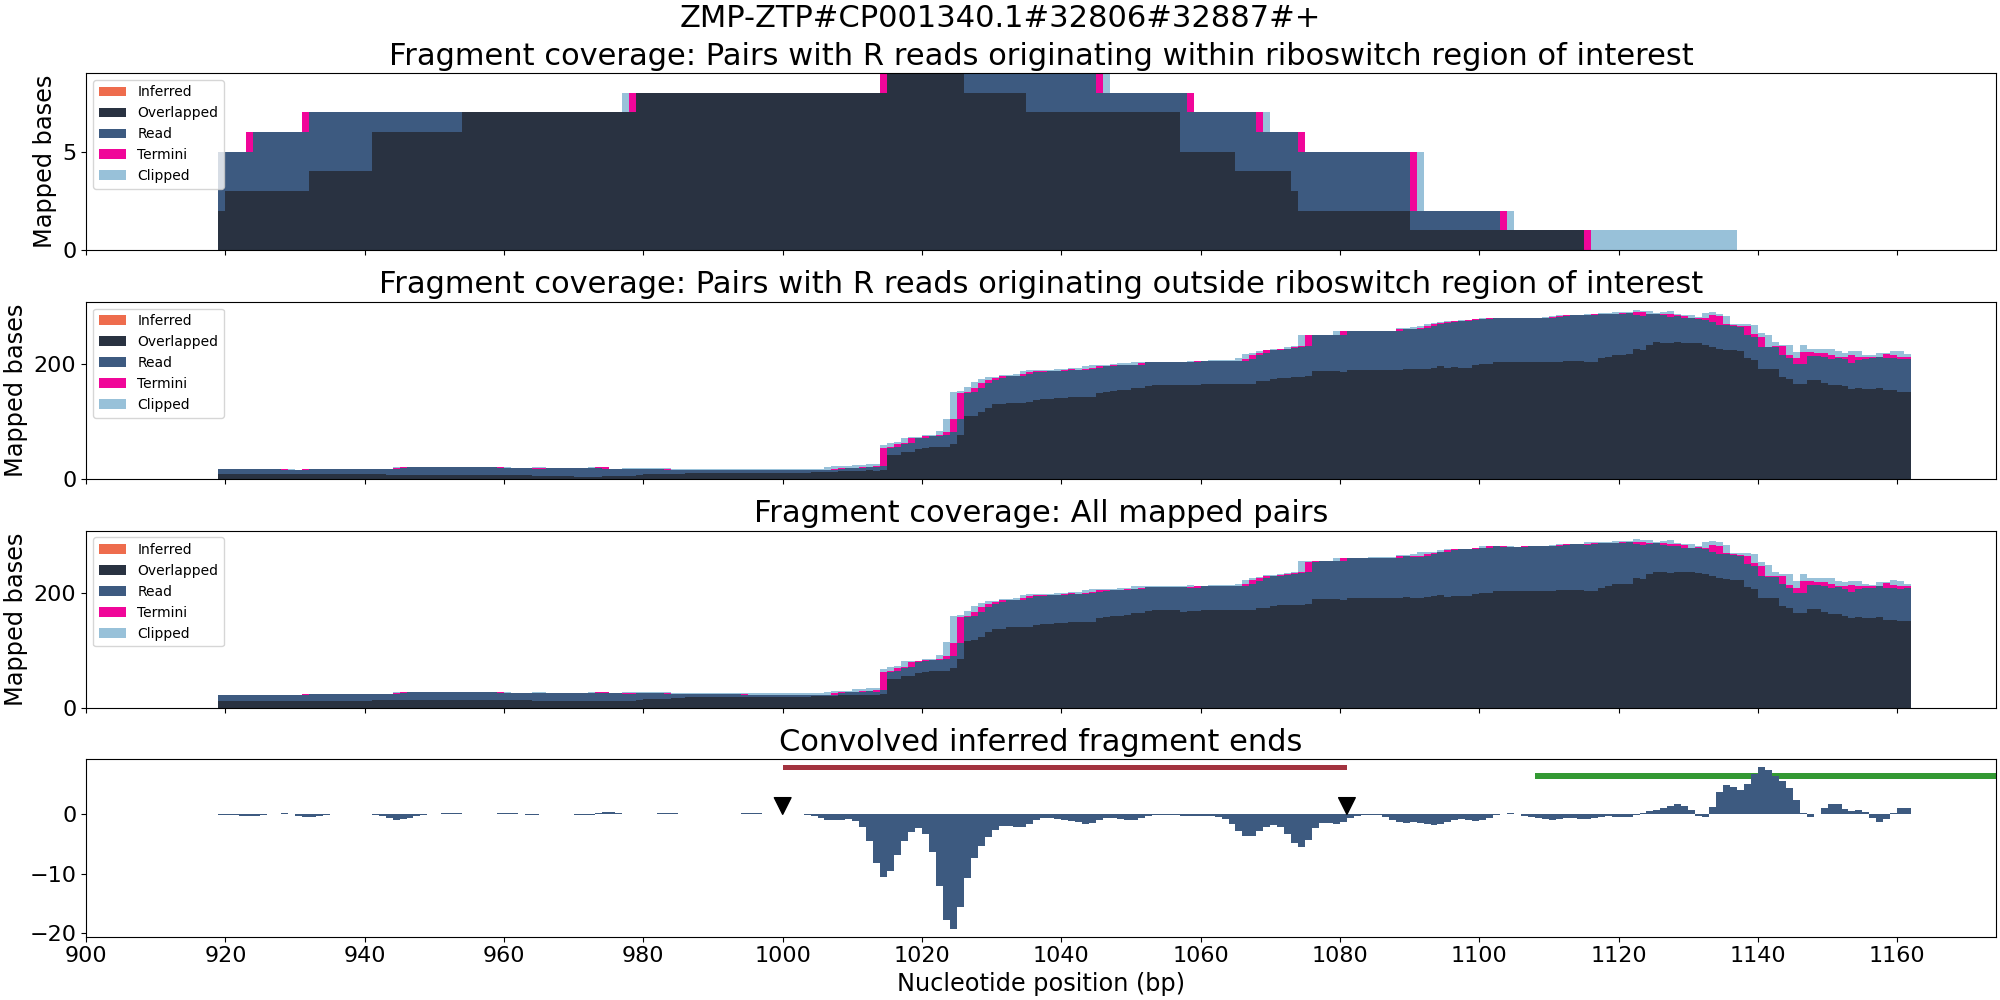 ZMP-ZTP#CP001340.1#32806#32887#+
Fragment coverage: Pairs with R reads originating within riboswitch region of interest
Mapped bases
5
0
Inferred
Overlapped
Read
Termini
Clipped
Fragment coverage: Pairs with R reads originating outside riboswitch region of interest
Mapped bases
200
0
Inferred
Overlapped
Read
Termini
Clipped
Fragment coverage: All mapped pairs
Mapped bases
200
0
Inferred
Overlapped
Read
Termini
Clipped
Convolved inferred fragment ends
0
−10
−20
900 920 940 960 980 1000 1020 1040 1060 1080 1100 1120 1140 1160
Nucleotide position (bp)